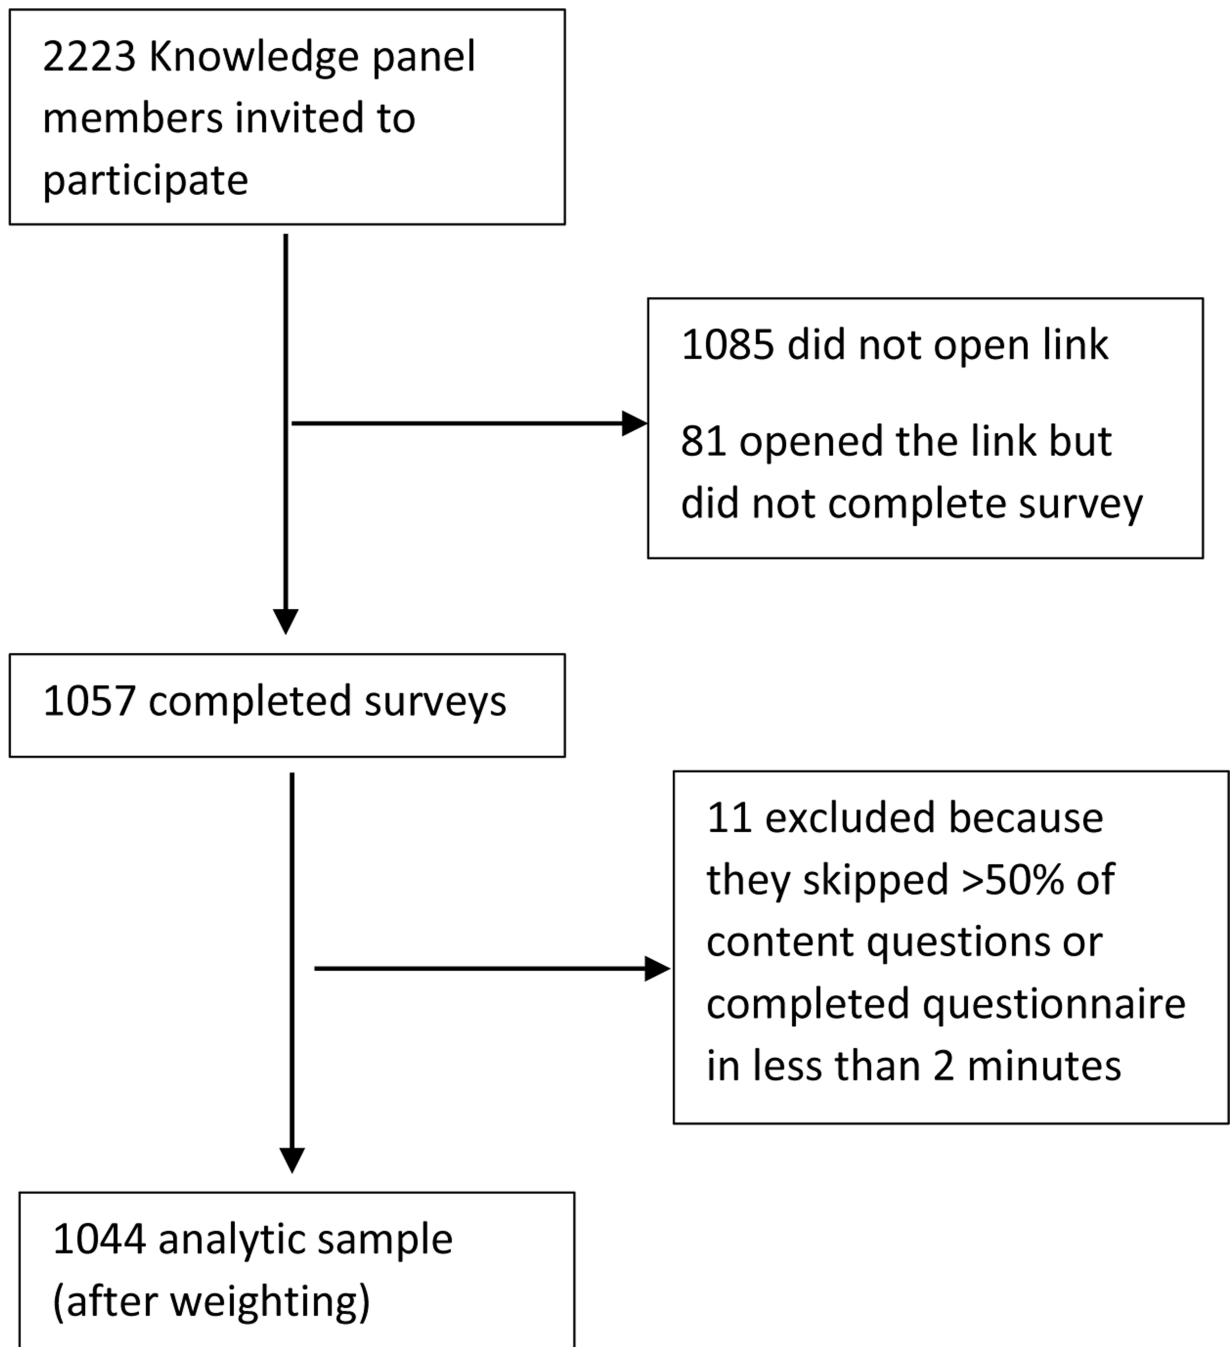 2223 Knowledge panel
members invited to
participate
1085 did not open link
81 opened the link but
did not complete survey
1057 completed surveys
11 excluded because
they skipped >50% of
content questions or
completed questionnaire
in less than 2 minutes
1044 analytic sample
(after weighting)